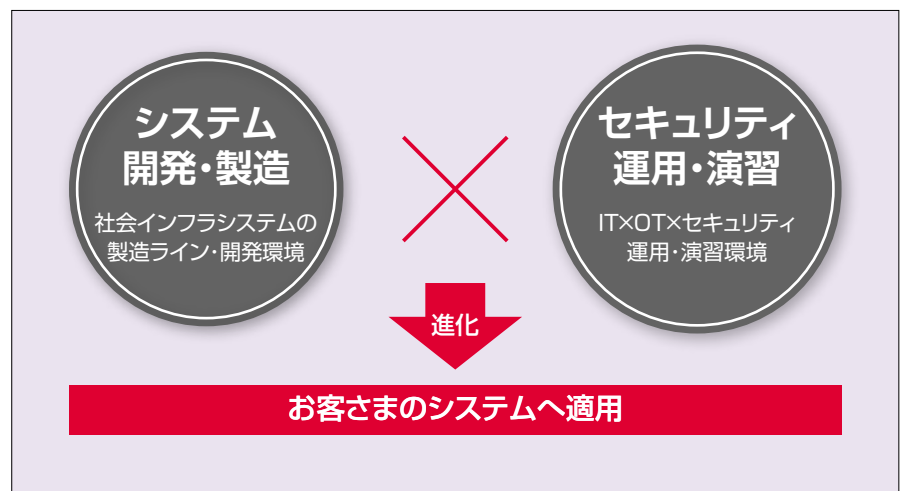 システム
開発・製造
社会インフラシステムの
製造ライン・開発環境
セキュリティ
運用・演習
IT×OT×セキュリティ
運用・演習環境
進化
お客さまのシステムへ適用